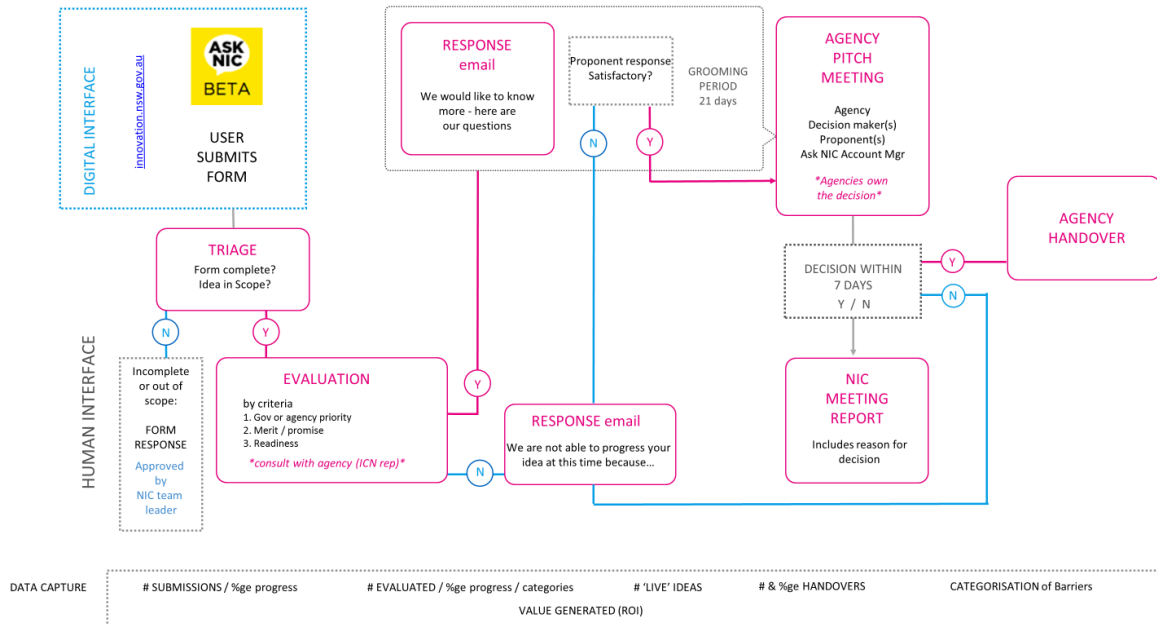 DIGITAL INTERFACE
innovation.nsw.gov.au
ASK
NIC
BETA
USER
SUBMITS
FORM
RESPONSE
email
We would like to know
more - here are
our questions
Proponent response
Satisfactory?
GROOMING
PERIOD
21 days
N
Y
AGENCY
PITCH
MEETING
Agency
Decision maker(s)
Proponent(s)
Ask NIC Account Mgr
*Agencies own
the decision*
AGENCY
HANDOVER
HUMAN INTERFACE
TRIAGE
Form complete?
Idea in Scope?
N
Y
DECISION WITHIN
7 DAYS
Y / N
Y
N
Incomplete
or out of
scope:
FORM
RESPONSE
Approved
by
NIC team
leader
EVALUATION
by criteria
1. Gov or agency priority
2. Merit / promise
3. Readiness
*consult with agency (ICN rep)*
Y
N
RESPONSE email
We are not able to progress your
idea at this time because...
NIC
MEETING
REPORT
Includes reason for
decision
DATA CAPTURE
# SUBMISSIONS / %ge progress
# EVALUATED / %ge progress / categories
# ‘LIVE’ IDEAS
# & %ge HANDOVERS
CATEGORISATION of Barriers
VALUE GENERATED (ROI)